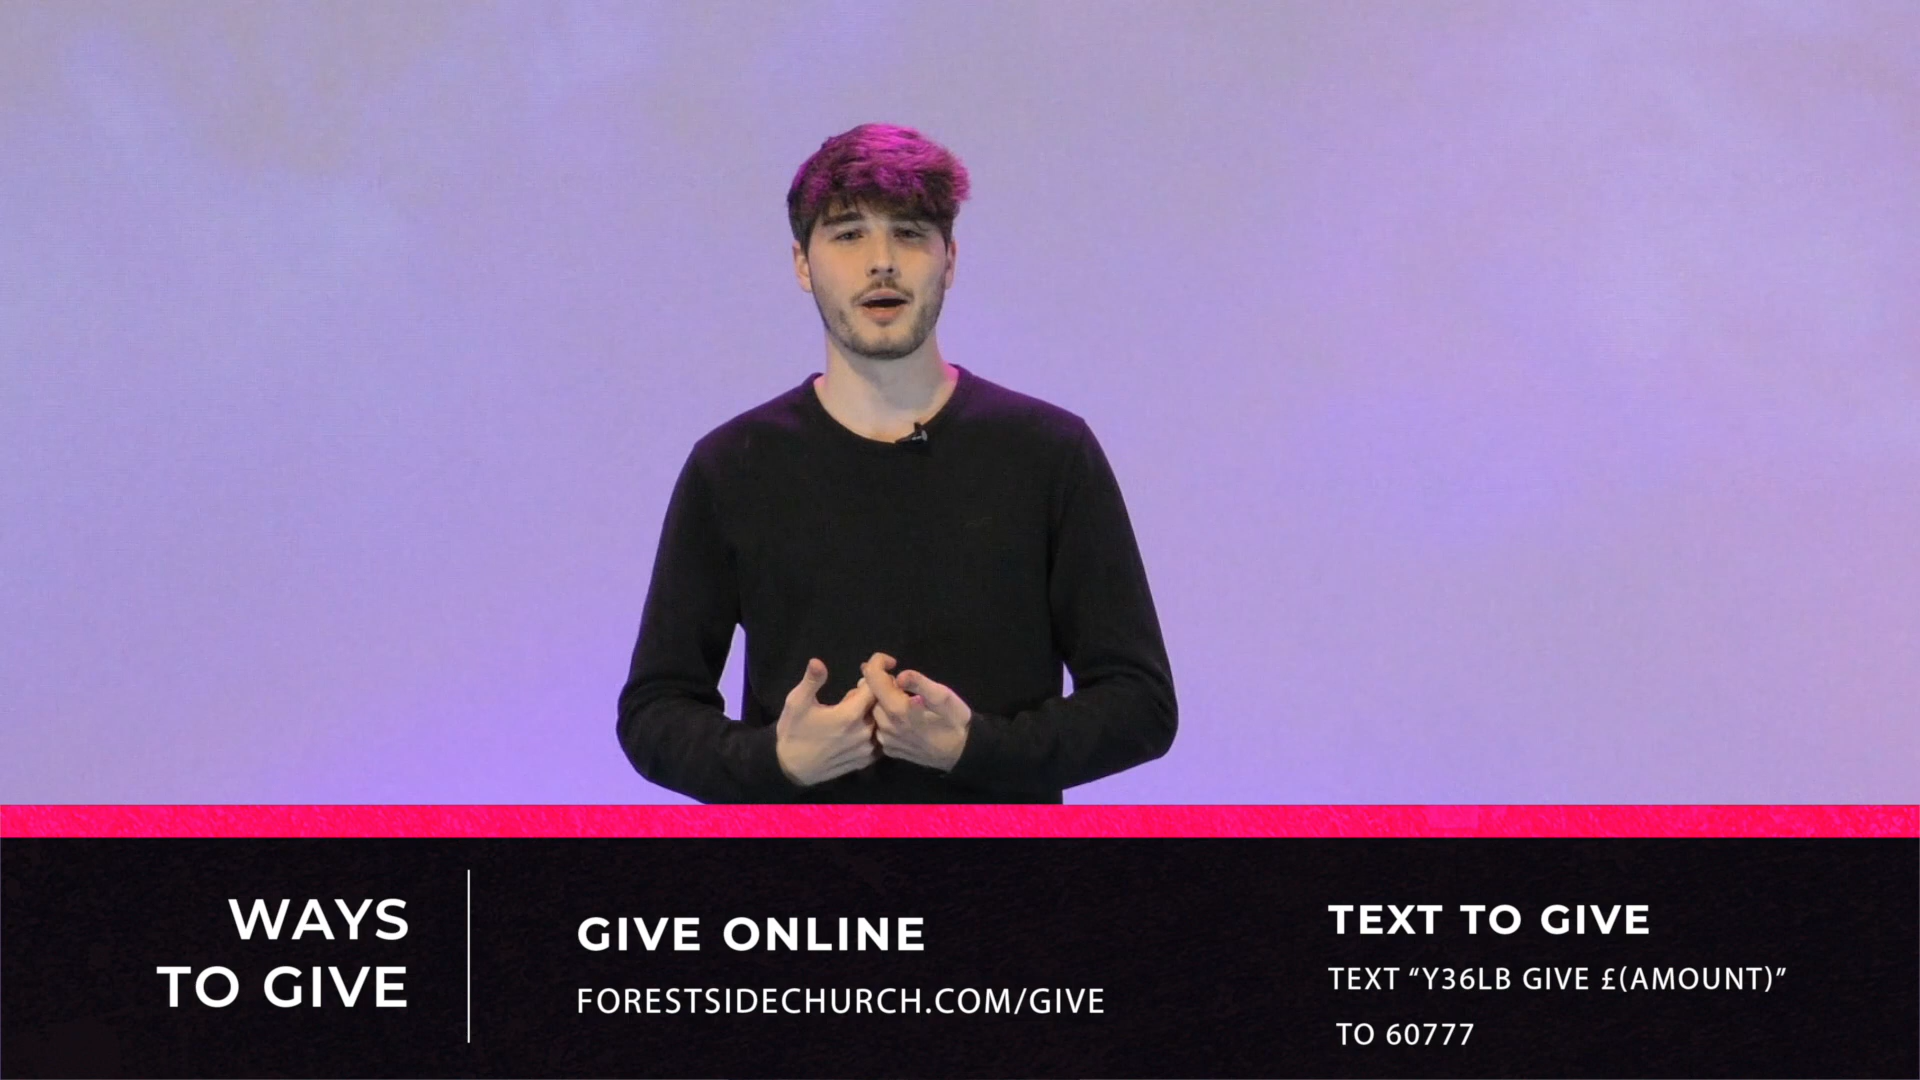 WAYS
TO GIVE
GIVE ONLINE
FORESTSIDECHURCH.COM/GIVE
TEXT TO GIVE
TEXT “Y36LB GIVE £(AMOUNT)”
TO 60777